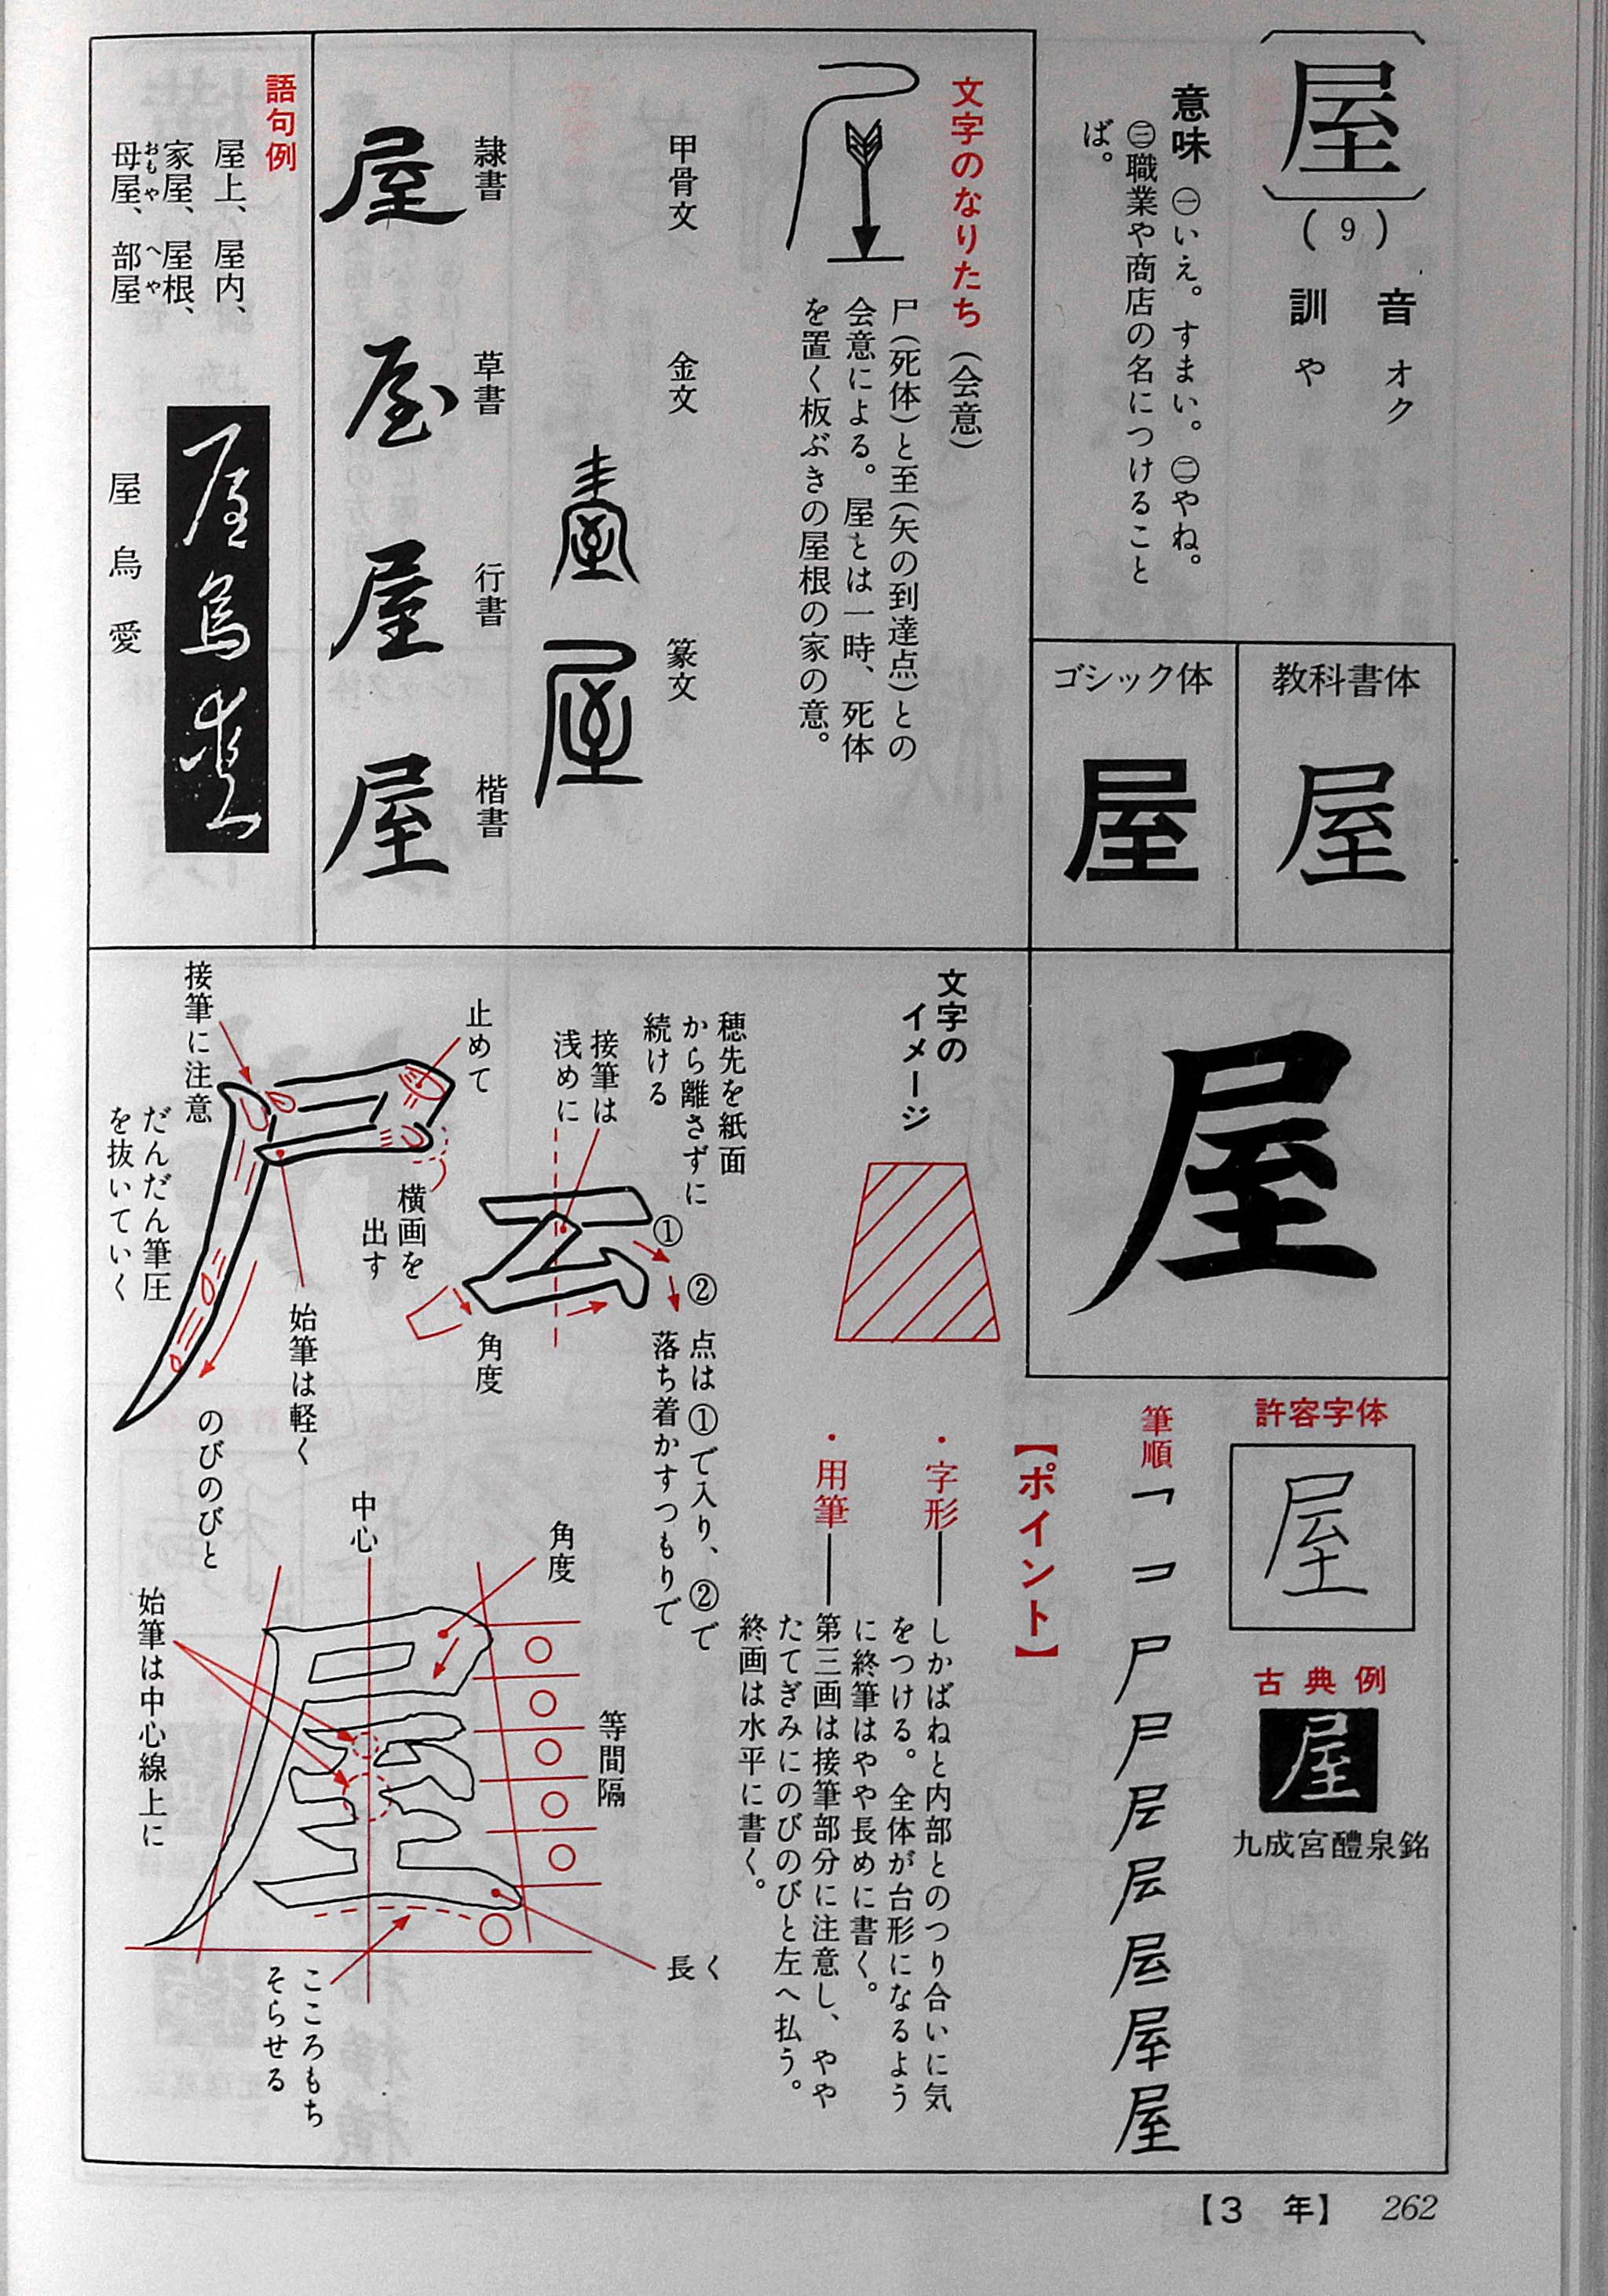 屋
(9)
音 オク
訓 や
意味 ㊀いえ。すまい。㊁やね。
㊂職業や商店の名につけること
ば。
教科書体
屋
ゴシック体
屋
文字のなりたち(会意)
尸(死体)と至(矢の到達点)との
会意による。屋とは一時、死体
を置く板ぶきの屋根の家の意。
甲骨文
金文
篆文
隷書
草書
行書
楷書
屋
屋
屋
屋
語句例
屋上、屋内、
家屋、屋根、
母屋、部屋
おもや
へや
屋烏愛
屋烏愛
屋
許容字体
屋
古典例
屋
九成宮醴泉銘
筆順
屋
【ポイント】
・字形――しかばねと内部とのつり合いに気
をつける。全体が台形になるよう
に終筆はやや長めに書く。
・用筆――第三画は接筆部分に注意し、やや
たてぎみにのびのびと左へ払う。
終画は水平に書く。
文字の
イメージ
穂先を紙面
から離さずに
続ける
接筆は
浅めに
①
②
点は①で入り、②で
落ち着かすつもりで
角度
止めて
接筆に注意
横画を
出す
だんだん筆圧
を抜いていく
始筆は軽く
のびのびと
角度
中心
等間隔
始筆は中心線上に
長く
こころもち
そらせる
【3 年】 262